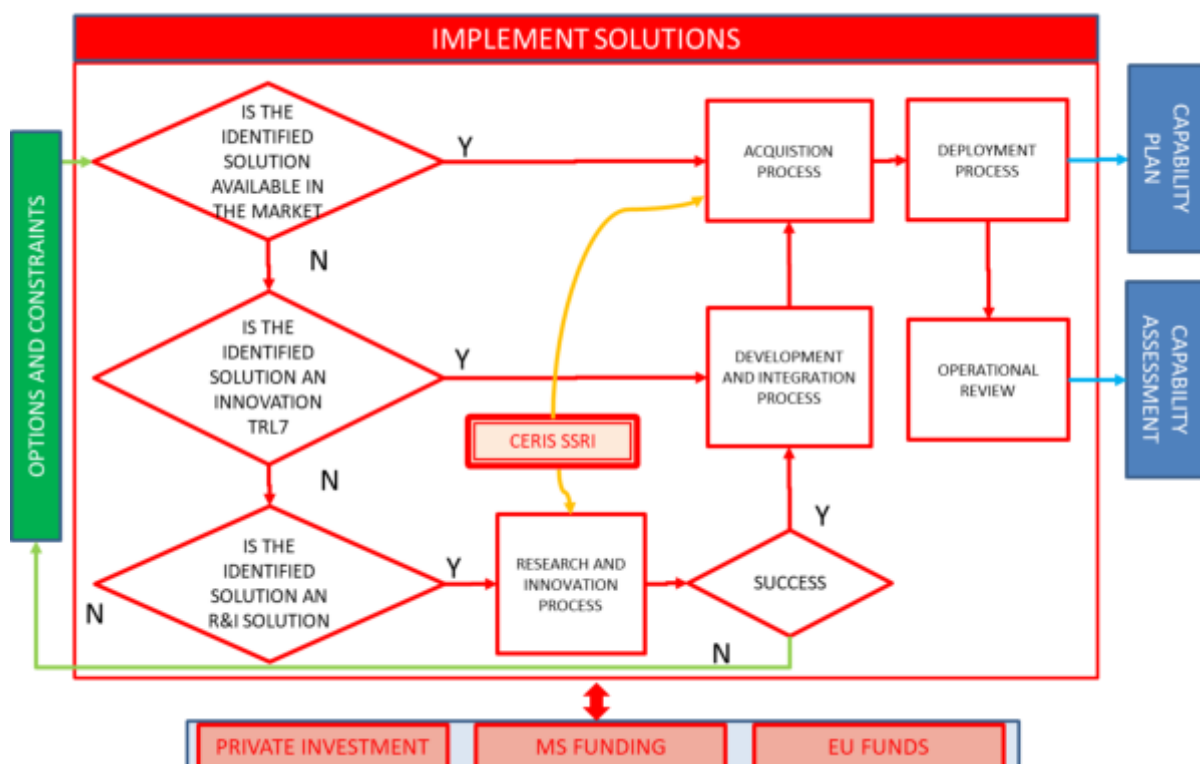 IMPLEMENT SOLUTIONS
OPTIONS AND CONSTRAINTS
IS THE
IDENTIFIED
SOLUTION
AVAILABLE IN
THE MARKET
Y
N
ACQUISTION
PROCESS
DEPLOYMENT
PROCESS
CAPABILITY
PLAN
IS THE
IDENTIFIED
SOLUTION AN
INNOVATION
TRL7
Y
N
CERIS SSRI
DEVELOPMENT
AND INTEGRATION
PROCESS
OPERATIONAL
REVIEW
CAPABILITY
ASSESSMENT
IS THE
IDENTIFIED
SOLUTION AN
R&I SOLUTION
Y
N
RESEARCH AND
INNOVATION
PROCESS
SUCCESS
Y
N
PRIVATE INVESTMENT
MS FUNDING
EU FUNDS